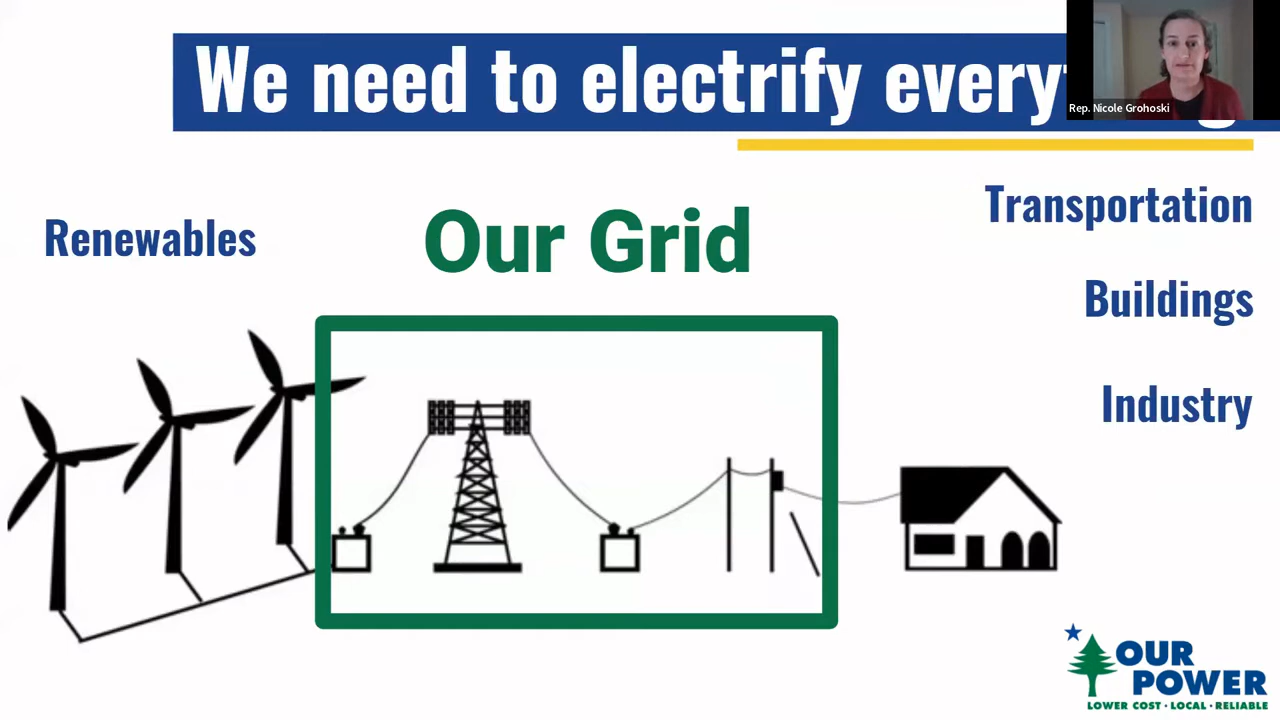 We need to electrify every
Rep. Nicole Grohoski
Renewables
Our Grid
Transportation
Buildings
Industry
OUR
POWER
LOWER COST · LOCAL · RELIABLE